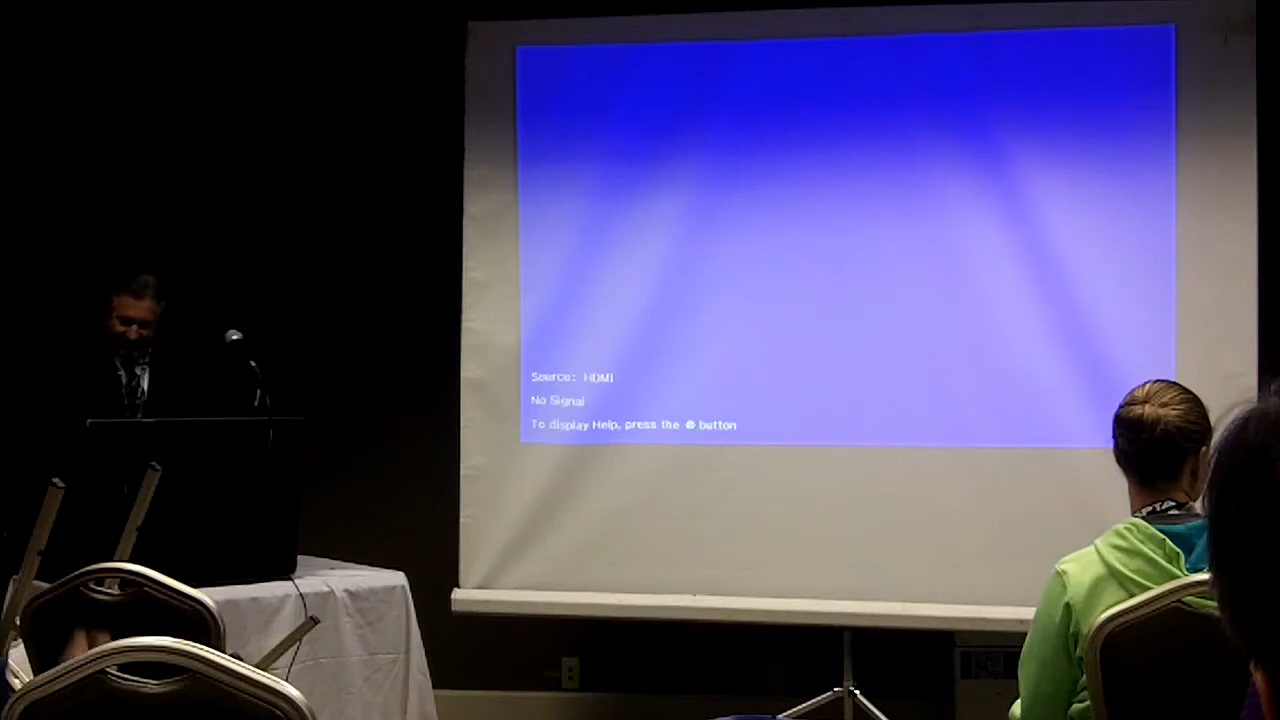 Source: HDMI
No Signal
To display Help, press the button